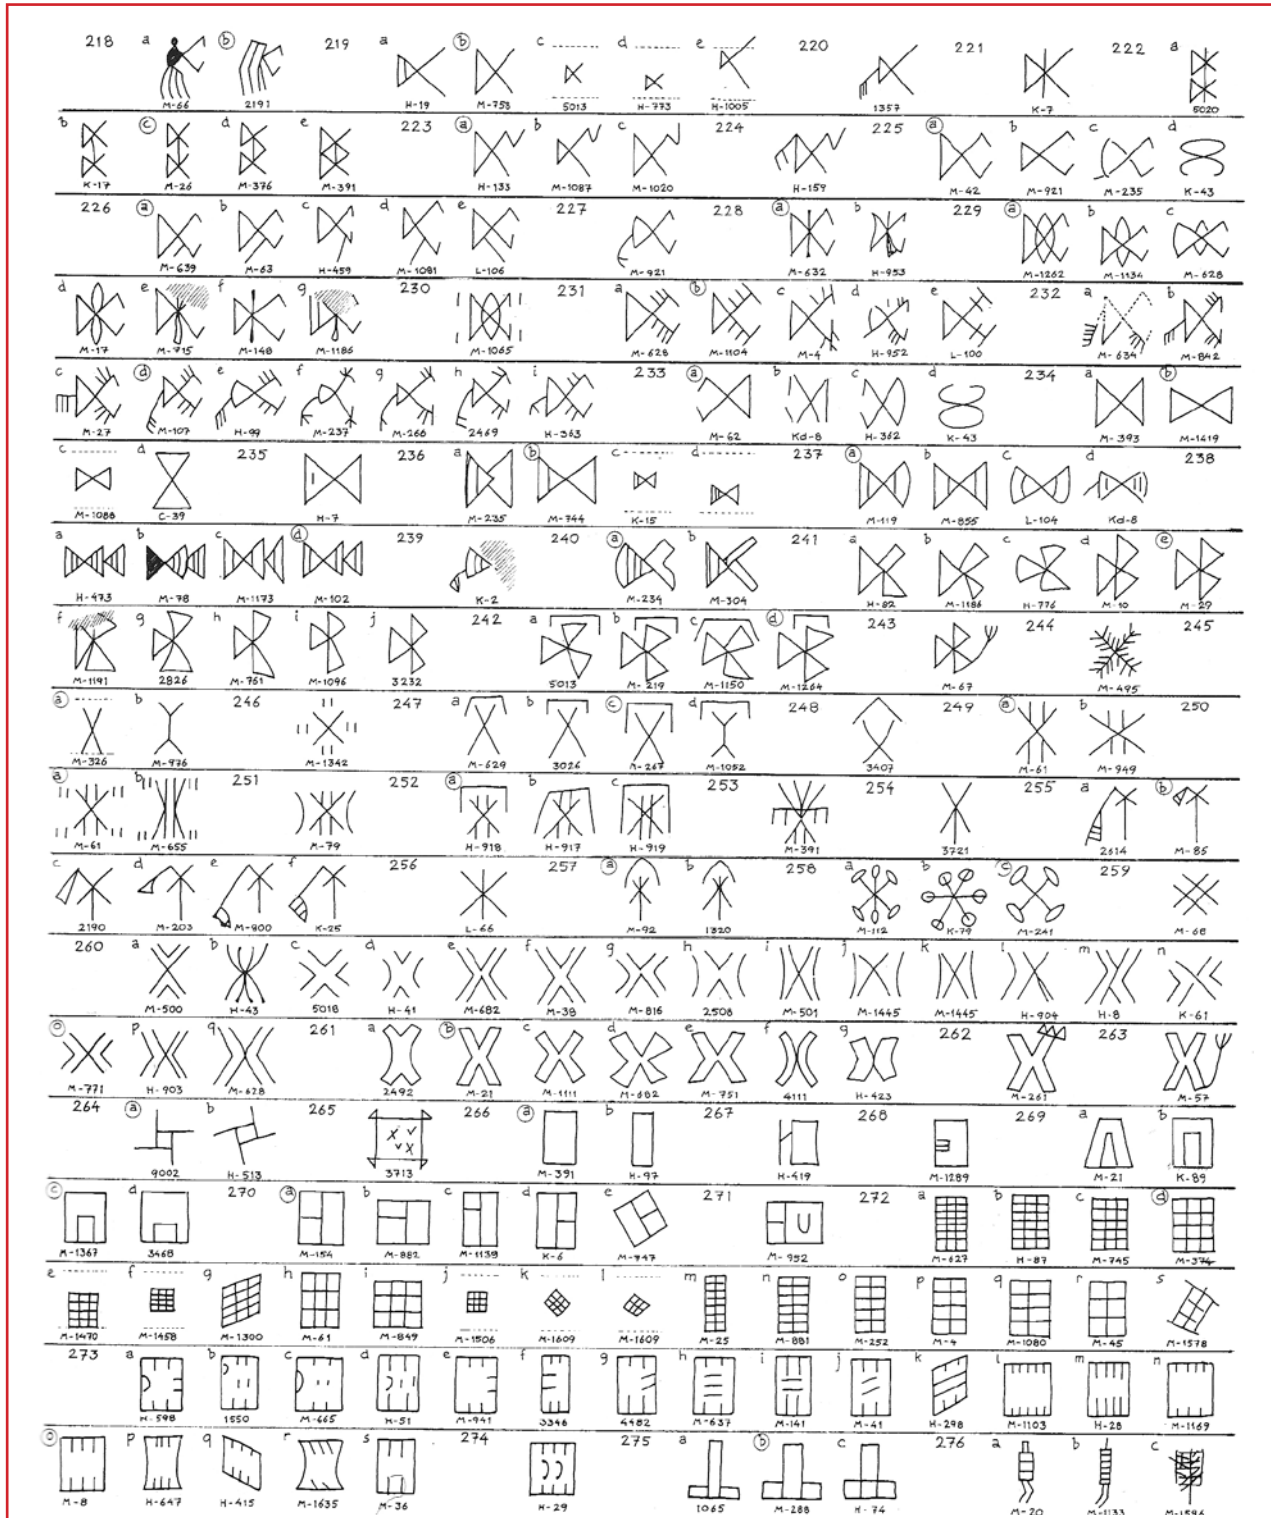 218 a ⓑ 219 a ⓑ c d e 220 221 222 a
M-66 2191 H-19 M-758 5013 H-773 H-1005 1357 K-7 5020
b ⓒ d e 223 ⓐ b c 224 225 ⓐ b c d
K-17 M-26 M-376 M-391 H-133 M-1087 M-1020 H-159 M-42 M-921 M-235 K-43
226 ⓐ b c d e 227 228 ⓐ b 229 ⓐ b c
M-639 M-63 H-459 M-1081 L-106 M-921 M-632 H-953 M-1262 M-1134 M-628
d e f g 230 231 a ⓑ c d e 232 a b
M-17 M-715 M-148 M-1186 M-1065 M-628 M-1104 M-4 H-952 L-100 M-634 M-842
c ⓓ e f g h i 233 ⓐ b c d 234 a ⓑ
M-27 M-107 H-99 M-237 M-266 2469 H-363 M-62 Kd-8 H-362 K-43 M-393 M-1419
c d 235 236 a ⓑ c d 237 ⓐ b c d 238
M-1088 C-39 H-7 M-235 M-744 K-15 M-119 M-855 L-104 Kd-8
a b c ⓓ 239 240 ⓐ b 241 a b c d ⓔ
H-473 M-78 M-1173 M-102 K-2 M-234 M-304 H-82 M-1186 H-776 M-10 M-29
f g h i j 242 a b c ⓓ 243 244 245
M-1191 2826 M-761 M-1096 3232 5013 M-219 M-1150 M-1264 M-67 M-495
ⓐ b 246 247 a b ⓒ d 248 249 ⓐ b 250
M-326 M-976 M-1342 M-629 3026 M-267 M-1052 3407 M-61 M-949
ⓐ b 251 252 ⓐ b c 253 254 255 a ⓑ
M-61 M-655 M-79 H-918 H-917 H-919 M-391 3721 2614 M-85
c d e f 256 257 ⓐ b 258 a b ⓒ 259
2190 M-203 M-800 K-25 L-66 M-92 1320 M-112 K-79 M-241 M-68
260 a b c d e f g h i j k l m n
M-500 H-43 5018 H-41 M-682 M-38 M-816 2508 M-501 M-1445 M-1445 H-904 H-8 K-61
ⓞ p q 261 a ⓑ c d e f g 262 263
M-771 H-903 M-628 2492 M-21 M-1111 M-682 M-751 4111 H-423 M-261 M-57
264 ⓐ b 265 266 ⓐ b 267 268 269 a b
9002 H-513 3713 M-391 H-97 H-419 M-1289 M-21 K-89
ⓒ d 270 ⓐ b c d e 271 272 a b c ⓓ
M-1367 3468 M-154 M-882 M-1139 K-6 M-747 M-952 M-627 H-87 M-745 M-374
e f g h i j k l m n o p q r s
M-1470 M-1458 M-1300 M-61 M-849 M-1506 M-1609 M-1609 M-25 M-881 M-252 M-4 M-1080 M-45 M-1578
273 a b c d e f g h i j k l m n
H-598 1550 M-665 H-51 M-941 3346 4482 M-637 M-141 M-41 H-298 M-1103 H-28 M-1169
ⓞ p q r s 274 275 a ⓑ c 276 a b c
M-8 H-647 H-415 M-1635 M-36 H-29 1065 M-288 H-74 M-20 M-1133 M-1596